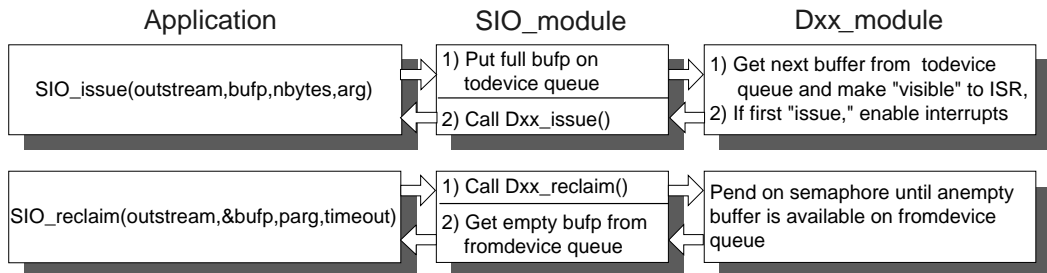 Application
SIO_module
Dxx_module
SIO_issue(outstream,bufp,nbytes,arg)
1) Put full bufp on
todevice queue
2) Call Dxx_issue()
1) Get next buffer from todevice
queue and make "visible" to ISR,
2) If first "issue," enable interrupts
SIO_reclaim(outstream,&bufp,parg,timeout)
1) Call Dxx_reclaim()
2) Get empty bufp from
fromdevice queue
Pend on semaphore until anempty
buffer is available on fromdevice
queue